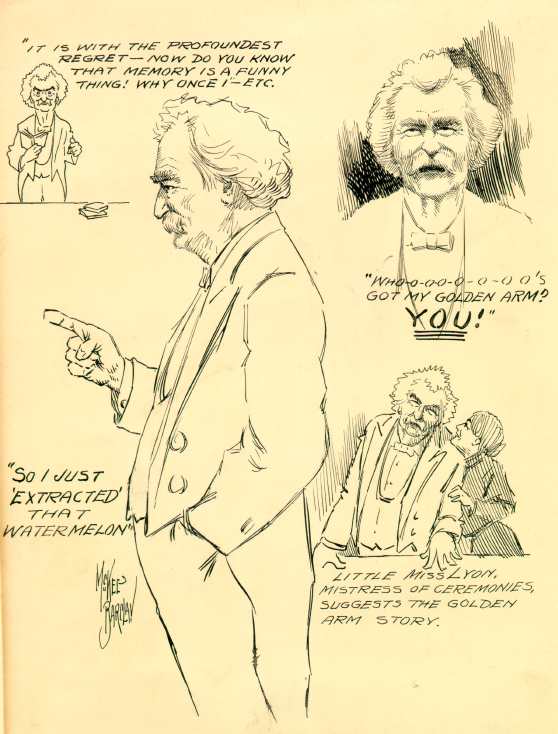 "IT IS WITH THE PROFOUNDEST
REGRET — NOW DO YOU KNOW
THAT MEMORY IS A FUNNY
THING! WHY ONCE I — ETC.
"WHO-O-OO-O-O-O O'S
GOT MY GOLDEN ARM?
YOU!"
"SO I JUST
'EXTRACTED'
THAT
WATERMELON"
McKEE
BARCLAY
LITTLE MISS LYON,
MISTRESS OF CEREMONIES,
SUGGESTS THE GOLDEN
ARM STORY.